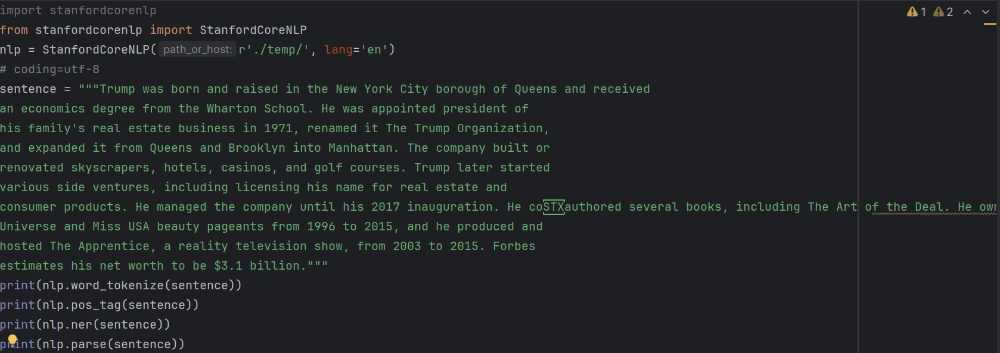 import stanfordcorenlp
1 2
from stanfordcorenlp import StanfordCoreNLP
nlp = StanfordCoreNLP( path_or_host: r'./temp/', lang='en')
# coding=utf-8
sentence = """Trump was born and raised in the New York City borough of Queens and received
an economics degree from the Wharton School. He was appointed president of
his family's real estate business in 1971, renamed it The Trump Organization,
and expanded it from Queens and Brooklyn into Manhattan. The company built or
renovated skyscrapers, hotels, casinos, and golf courses. Trump later started
various side ventures, including licensing his name for real estate and
consumer products. He managed the company until his 2017 inauguration. He coSTXauthored several books, including The Art of the Deal. He
Universe and Miss USA beauty pageants from 1996 to 2015, and he produced and
hosted The Apprentice, a reality television show, from 2003 to 2015. Forbes
estimates his net worth to be $3.1 billion."""
print(nlp.word_tokenize(sentence))
print(nlp.pos_tag(sentence))
print(nlp.ner(sentence))
print(nlp.parse(sentence))